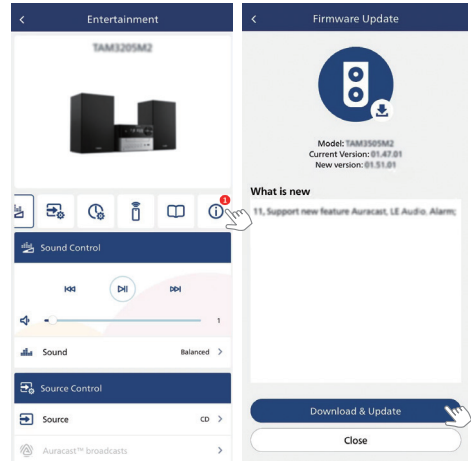 Entertainment
TAM3205M2
1
Sound Control
1
Sound
Balanced
Source Control
Source
CD
Auracast™ broadcasts
Firmware Update
Model: TAM3505M2
Current Version: 01.47.01
New version: 01.51.01
What is new
11, Support new feature Auracast, LE Audio. Alarm;
Download & Update
Close